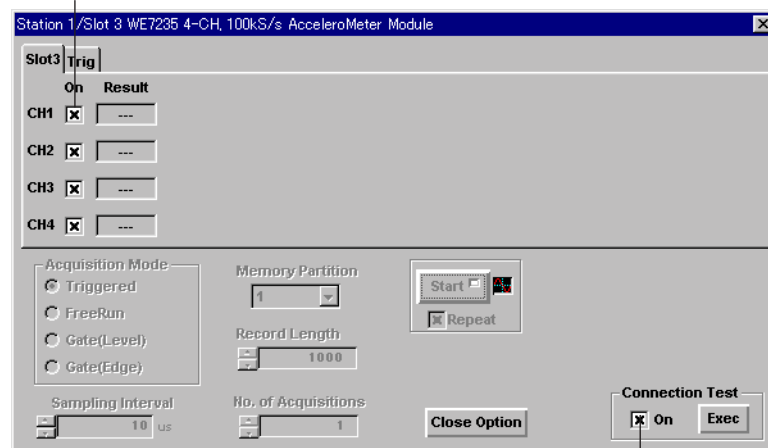 Station 1/Slot 3 WE7235 4-CH, 100kS/s AcceleroMeter Module
Slot3 Trig
On Result
CH1 ---
CH2 ---
CH3 ---
CH4 ---
Acquisition Mode
Triggered
FreeRun
Gate(Level)
Gate(Edge)
Sampling Interval
10 us
Memory Partition
1
Record Length
1000
No. of Acquisitions
1
Start
Repeat
Close Option
Connection Test
On Exec